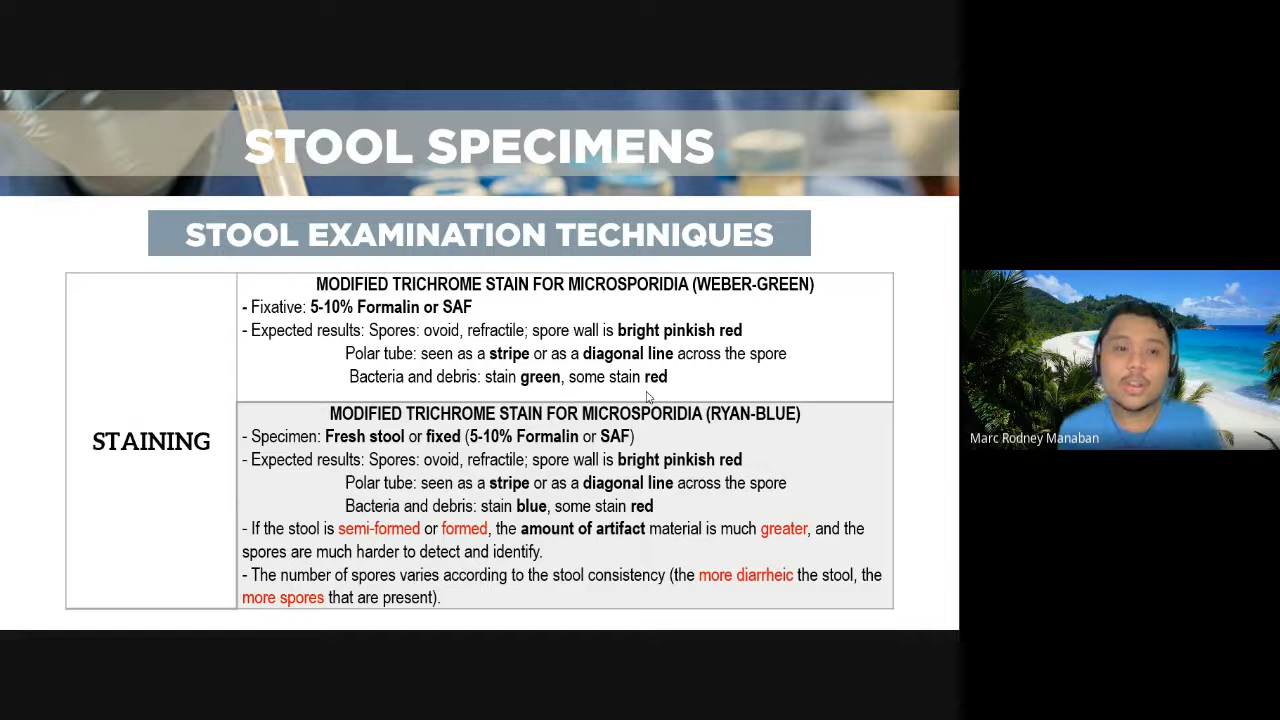 STOOL SPECIMENS
STOOL EXAMINATION TECHNIQUES
STAINING
MODIFIED TRICHROME STAIN FOR MICROSPORIDIA (WEBER-GREEN)
- Fixative: 5-10% Formalin or SAF
- Expected results: Spores: ovoid, refractile; spore wall is bright pinkish red
Polar tube: seen as a stripe or as a diagonal line across the spore
Bacteria and debris: stain green, some stain red
MODIFIED TRICHROME STAIN FOR MICROSPORIDIA (RYAN-BLUE)
- Specimen: Fresh stool or fixed (5-10% Formalin or SAF)
- Expected results: Spores: ovoid, refractile; spore wall is bright pinkish red
Polar tube: seen as a stripe or as a diagonal line across the spore
Bacteria and debris: stain blue, some stain red
- If the stool is semi-formed or formed, the amount of artifact material is much greater, and the
spores are much harder to detect and identify.
- The number of spores varies according to the stool consistency (the more diarrheic the stool, the
more spores that are present).
Marc Rodney Manaban